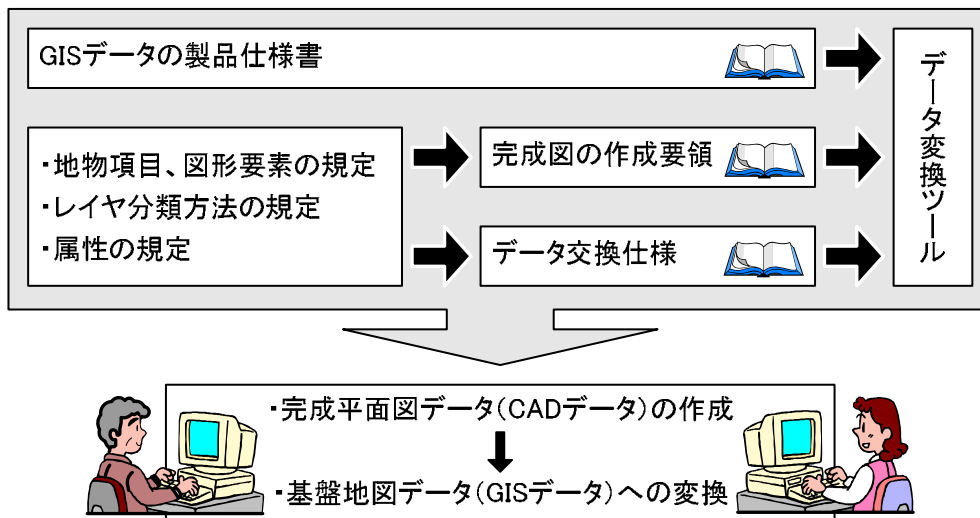 GISデータの製品仕様書
・地物項目、図形要素の規定
・レイヤ分類方法の規定
・属性の規定
完成図の作成要領
データ交換仕様
データ変換ツール
・完成平面図データ(CADデータ)の作成
・基盤地図データ(GISデータ)への変換